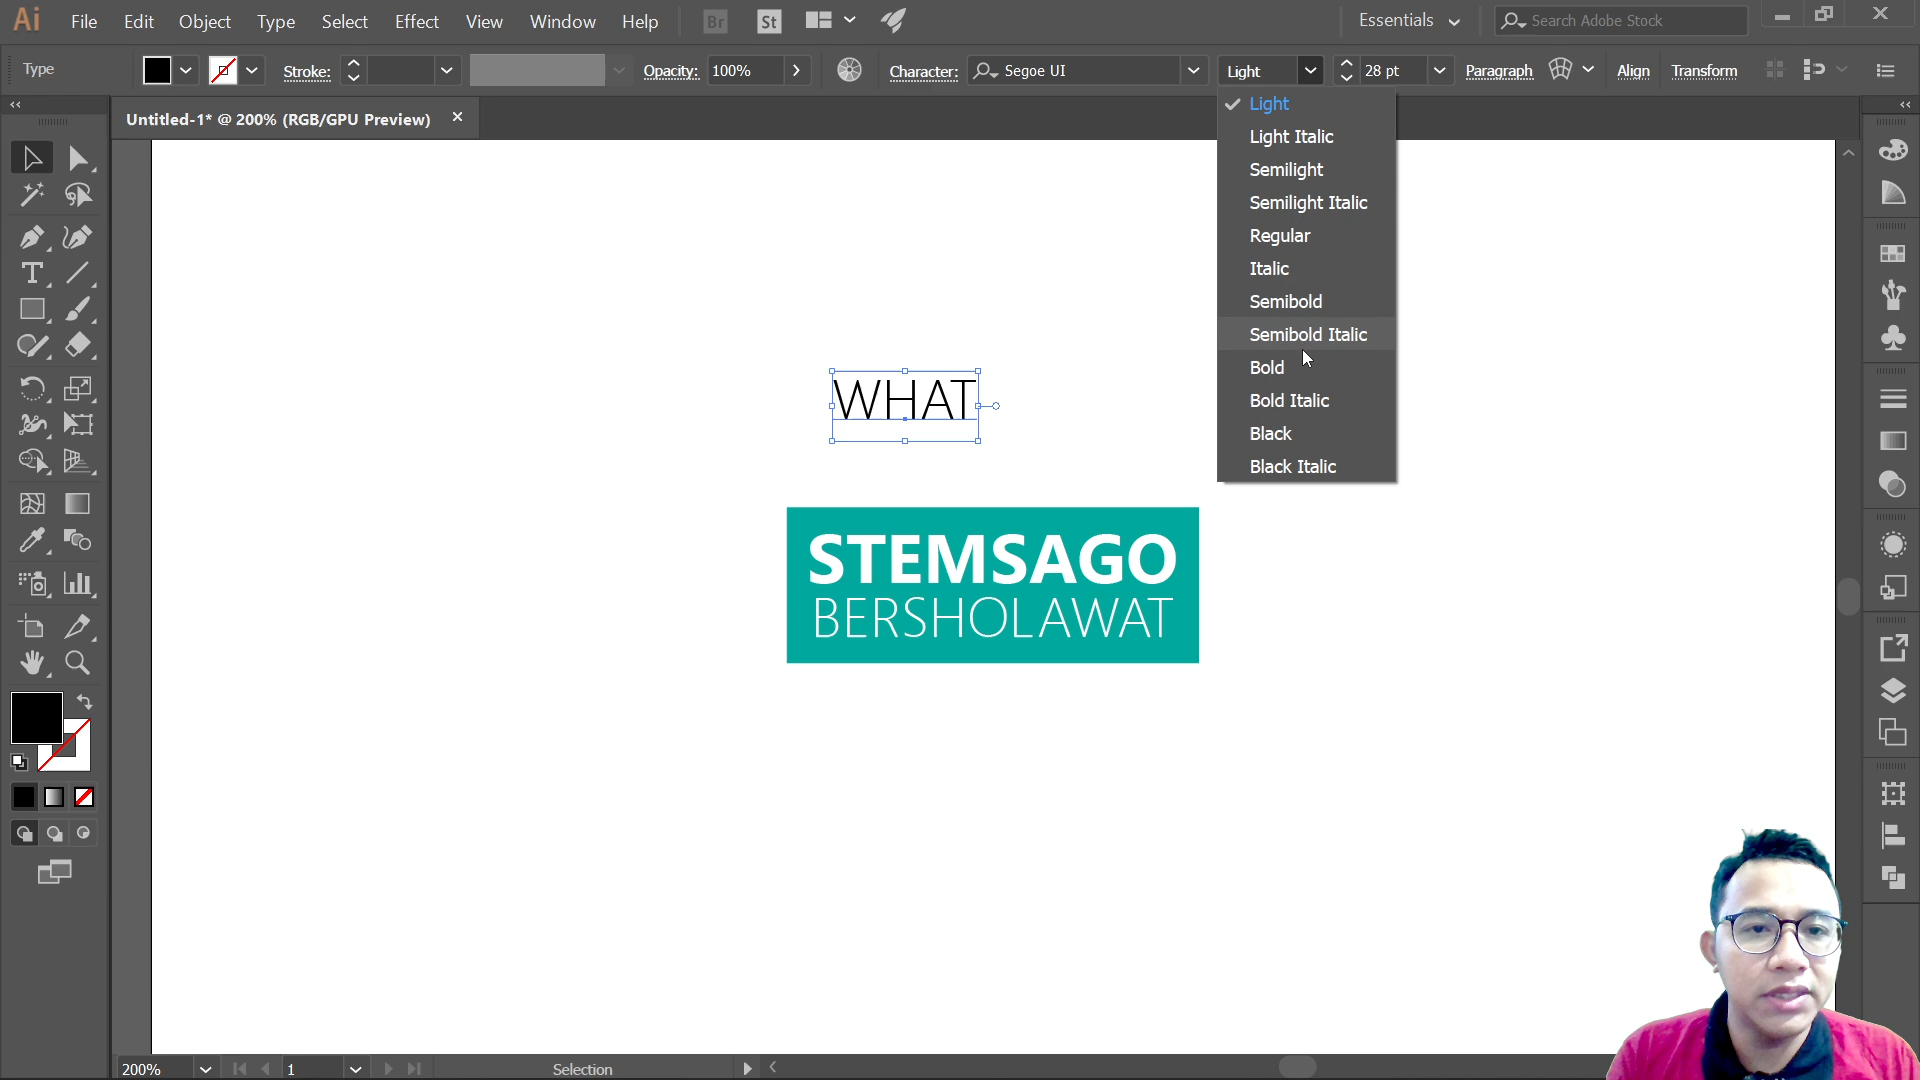 Ai File Edit Object Type Select Effect View Window Help Br St Essentials Search Adobe Stock
Type Stroke: Opacity: 100% Character: Segoe UI Light 28 pt Paragraph Align Transform
Untitled-1* @ 200% (RGB/GPU Preview)
Light
Light Italic
Semilight
Semilight Italic
Regular
Italic
Semibold
Semibold Italic
Bold
Bold Italic
Black
Black Italic
WHAT
STEMSAGO
BERSHOLAWAT
200% 1 Selection